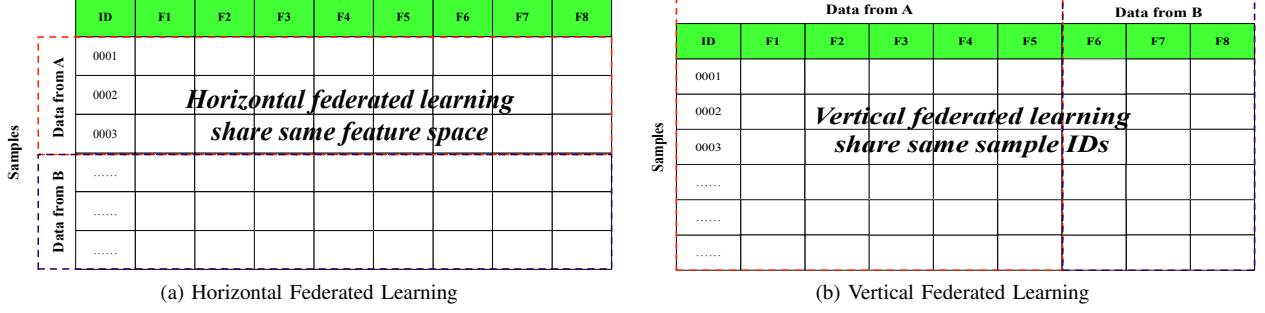 ID F1 F2 F3 F4 F5 F6 F7 F8
Samples
Data from A
0001
0002
0003
Horizontal federated learning
share same feature space
Data from B
......
......
......
(a) Horizontal Federated Learning
Data from A Data from B
ID F1 F2 F3 F4 F5 F6 F7 F8
Samples
0001
0002
0003
Vertical federated learning
share same sample IDs
......
......
......
(b) Vertical Federated Learning